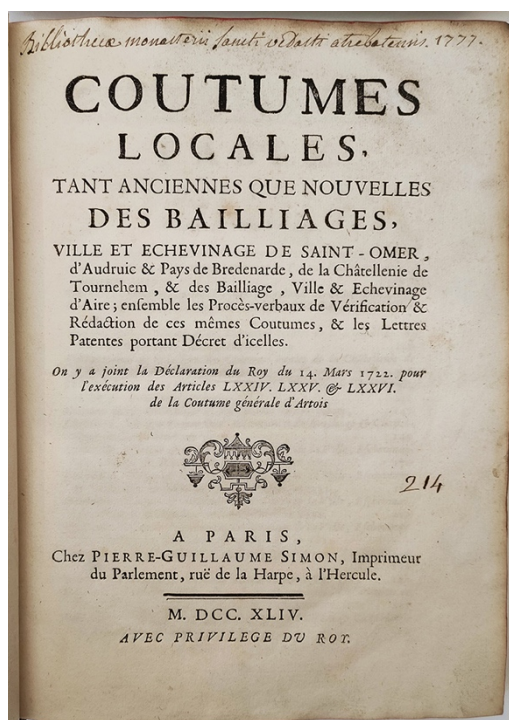 Bibliothecæ monasterii sancti vedasti atrebatensis. 1777.
COUTUMES
LOCALES,
TANT ANCIENNES QUE NOUVELLES
DES BAILLIAGES,
VILLE ET ECHEVINAGE DE SAINT-OMER,
d'Audruic & Pays de Bredenarde, de la Châtellenie de
Tournehem, & des Bailliage, Ville & Echevinage
d'Aire; enſemble les Procès-verbaux de Vérification &
Rédaction de ces mêmes Coutumes, & les Lettres
Patentes portant Décret d'icelles.
On y a joint la Déclaration du Roy du 14. Mars 1722. pour
l'exécution des Articles LXXIV. LXXV. & LXXVI.
de la Coutume générale d'Artois
214
A PARIS,
Chez PIERRE-GUILLAUME SIMON, Imprimeur
du Parlement, ruë de la Harpe, à l'Hercule.
M. DCC. XLIV.
AVEC PRIVILEGE DU ROY.